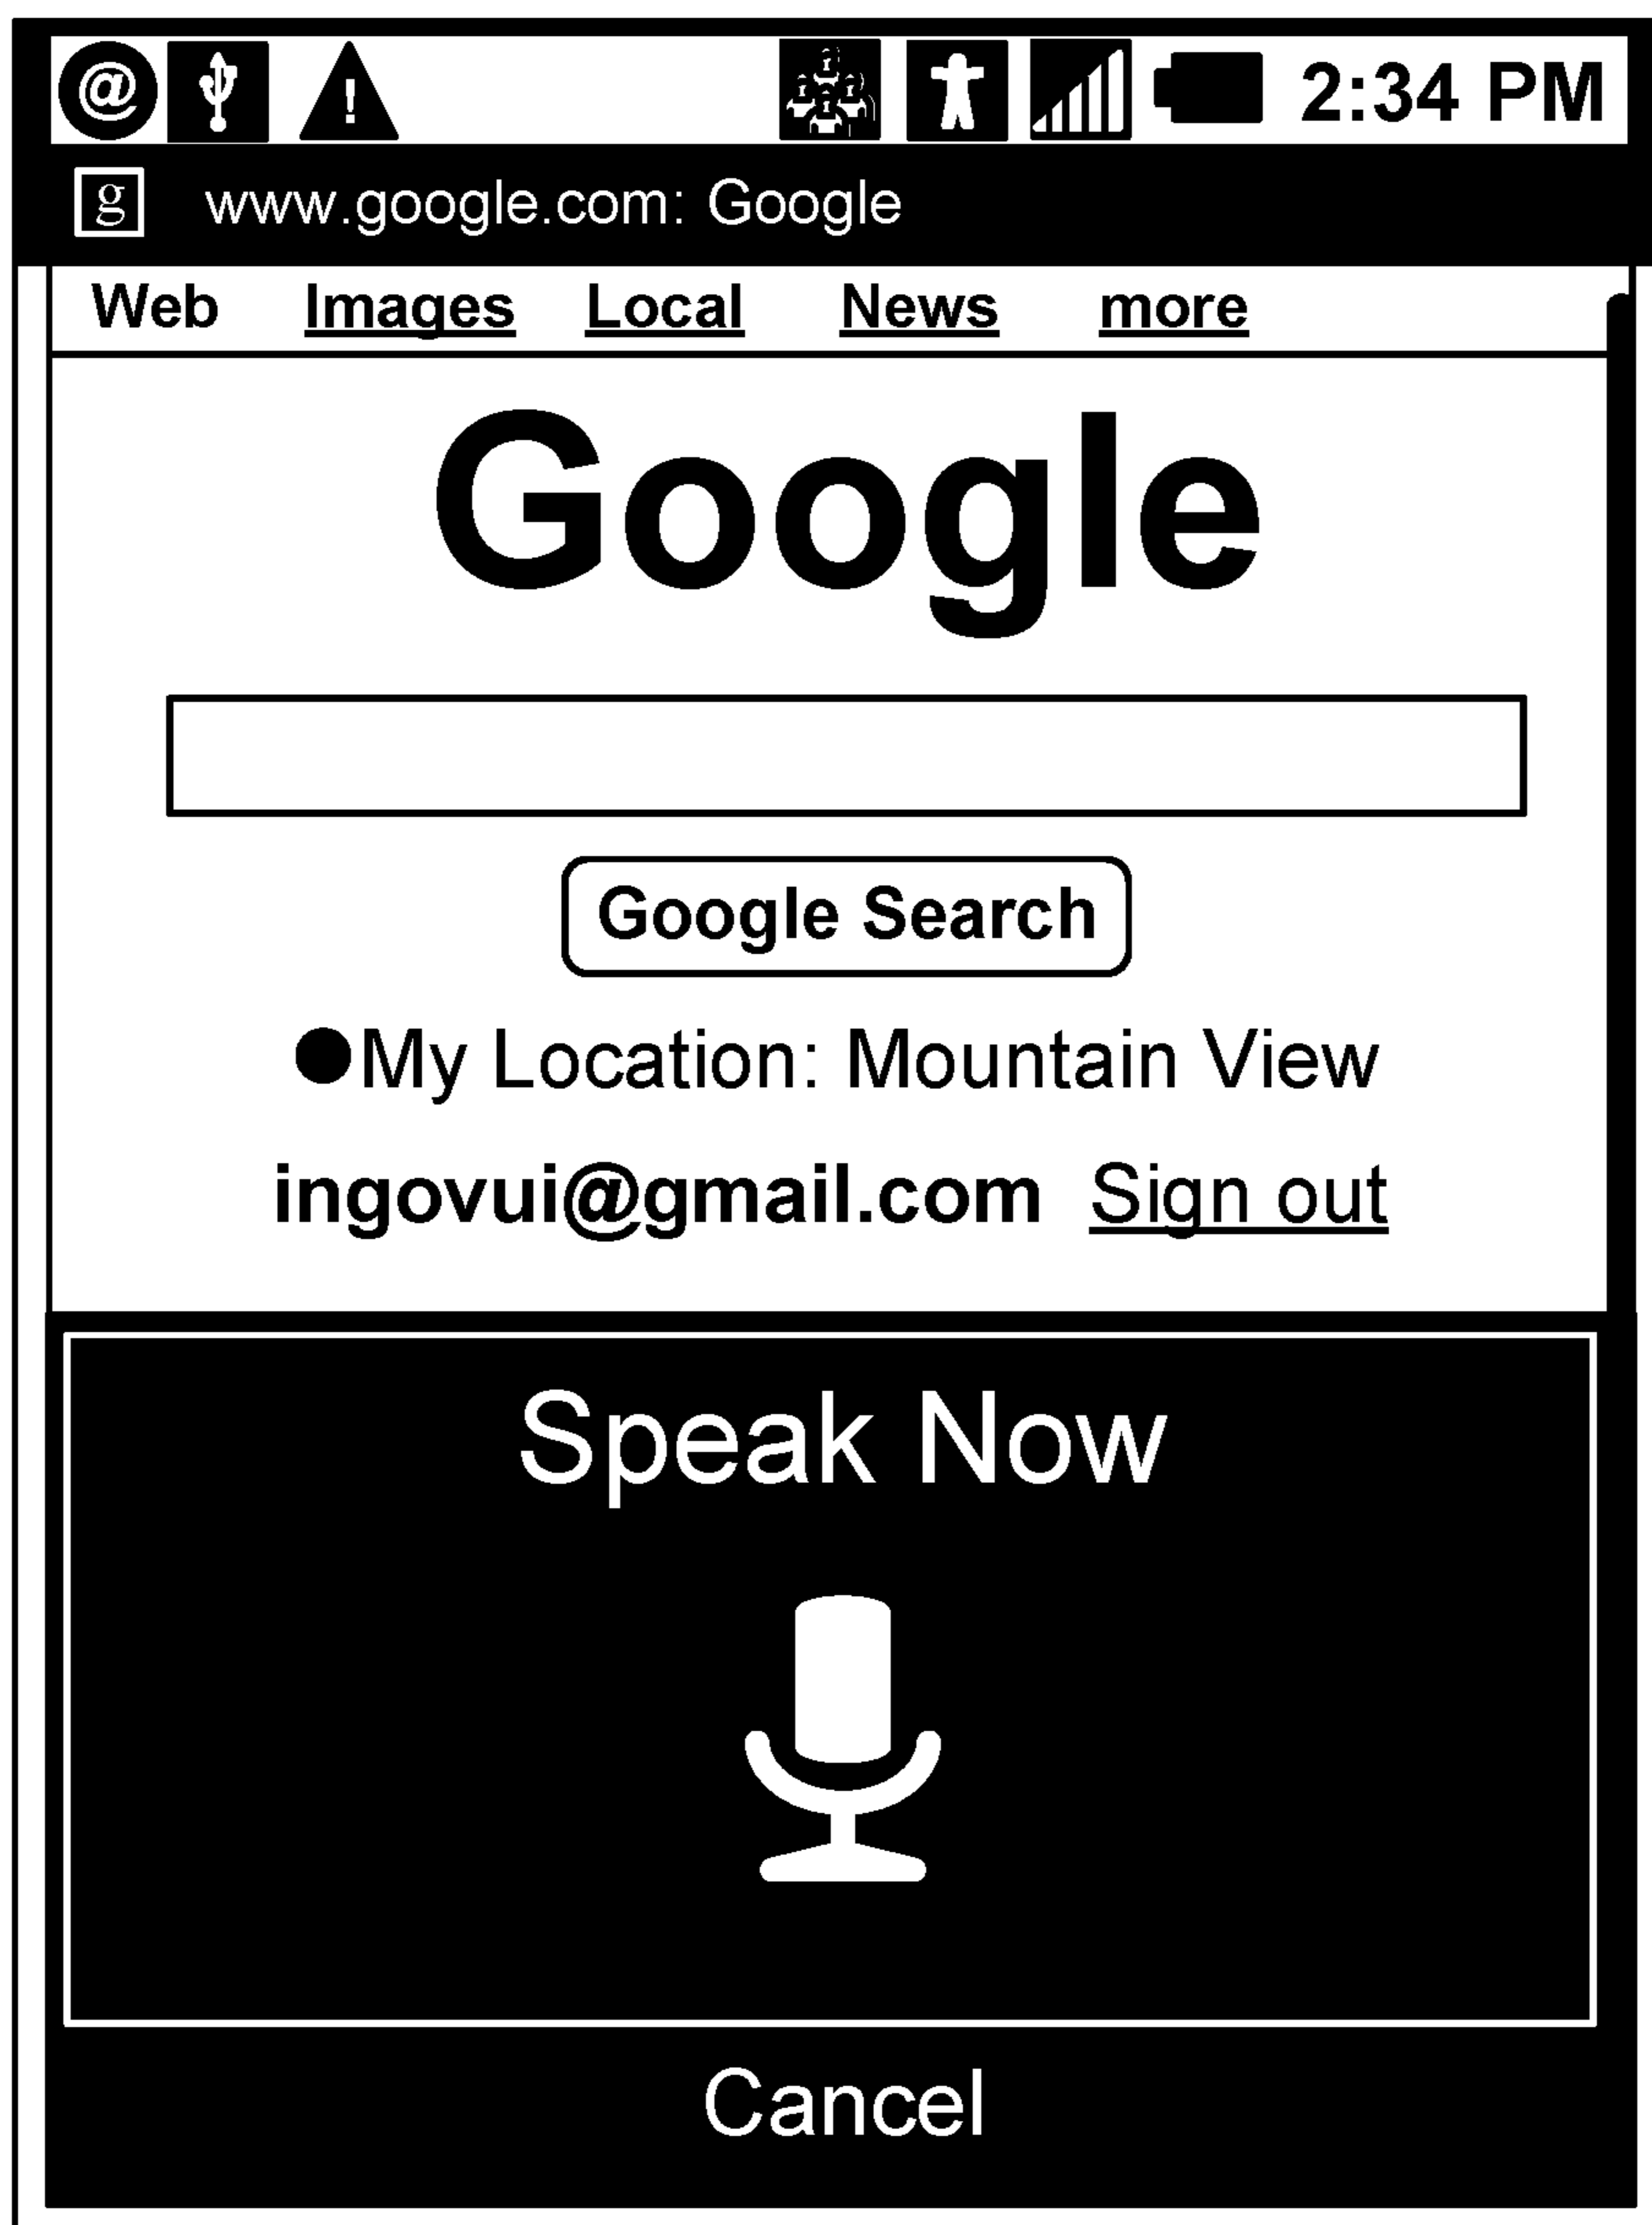 @ ! 2:34 PM
g www.google.com: Google
Web Images Local News more
Google
Google Search
My Location: Mountain View
ingovui@gmail.com Sign out
Speak Now
Cancel